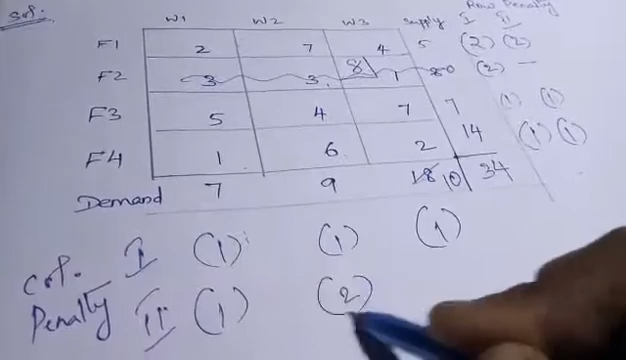 Sol:
W1 W2 W3 Supply Row Penalty
I II
F1 2 7 4 5 (2) (2)
F2 3 3 8 1 8 0 (2) —
F3 5 4 7 7 (1) (1)
F4 1 6 2 14 (1) (1)
Demand 7 9 18 10 34
col. I (1) (1) (1)
Penalty II (1) (2)